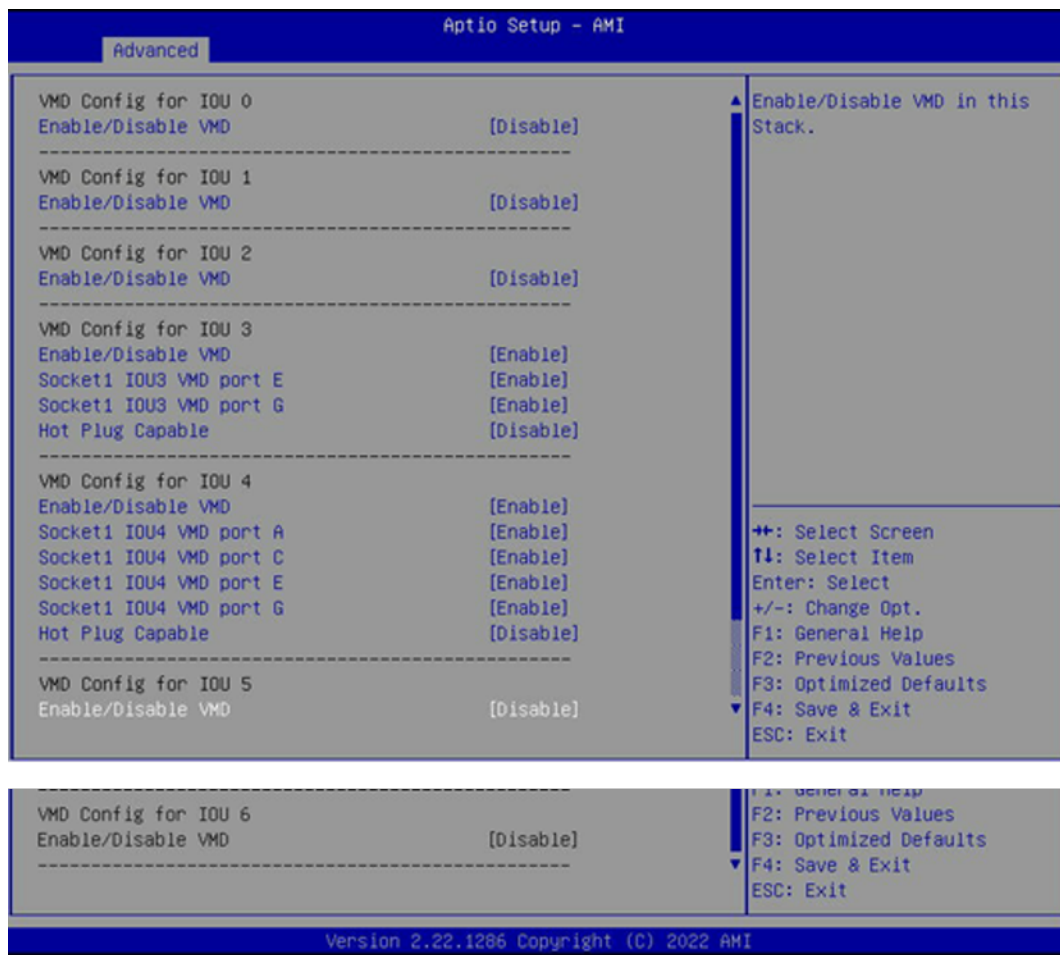 Aptio Setup – AMI
Advanced
VMD Config for IOU 0
Enable/Disable VMD [Disable]
VMD Config for IOU 1
Enable/Disable VMD [Disable]
VMD Config for IOU 2
Enable/Disable VMD [Disable]
VMD Config for IOU 3
Enable/Disable VMD [Enable]
Socket1 IOU3 VMD port E [Enable]
Socket1 IOU3 VMD port G [Enable]
Hot Plug Capable [Disable]
VMD Config for IOU 4
Enable/Disable VMD [Enable]
Socket1 IOU4 VMD port A [Enable]
Socket1 IOU4 VMD port C [Enable]
Socket1 IOU4 VMD port E [Enable]
Socket1 IOU4 VMD port G [Enable]
Hot Plug Capable [Disable]
VMD Config for IOU 5
Enable/Disable VMD [Disable]
Enable/Disable VMD in this
Stack.
→←: Select Screen
↑↓: Select Item
Enter: Select
+/-: Change Opt.
F1: General Help
F2: Previous Values
F3: Optimized Defaults
F4: Save & Exit
ESC: Exit
VMD Config for IOU 6
Enable/Disable VMD [Disable]
F1: General Help
F2: Previous Values
F3: Optimized Defaults
F4: Save & Exit
ESC: Exit
Version 2.22.1286 Copyright (C) 2022 AMI